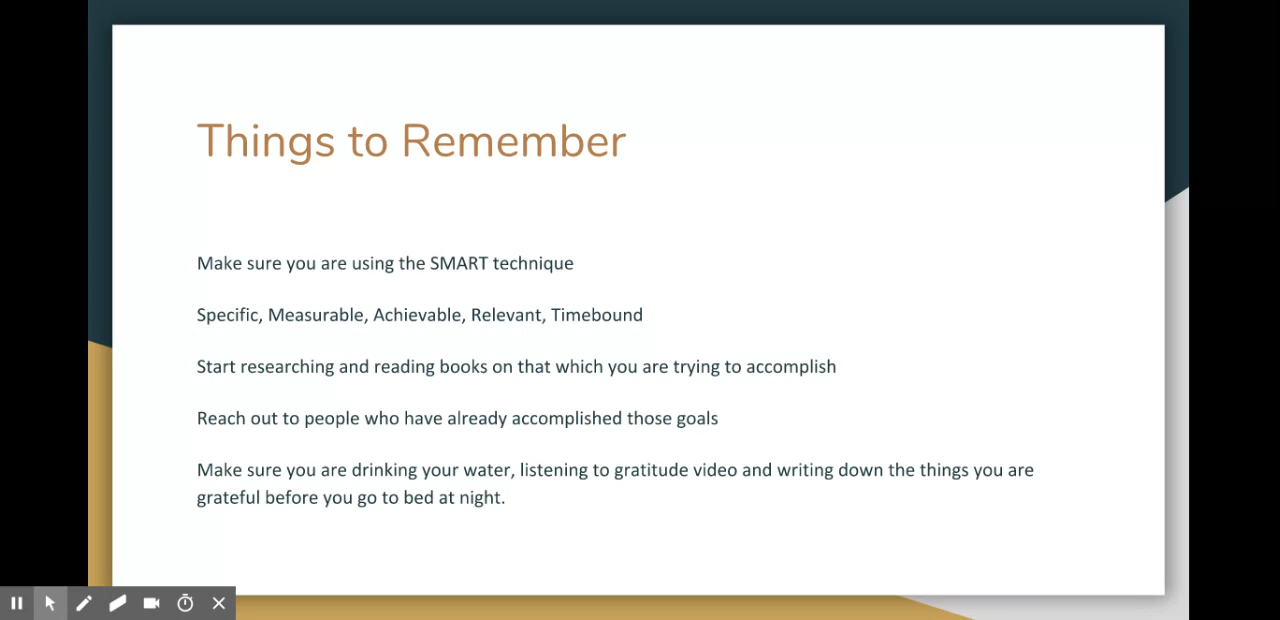 Things to Remember
Make sure you are using the SMART technique
Specific, Measurable, Achievable, Relevant, Timebound
Start researching and reading books on that which you are trying to accomplish
Reach out to people who have already accomplished those goals
Make sure you are drinking your water, listening to gratitude video and writing down the things you are
grateful before you go to bed at night.